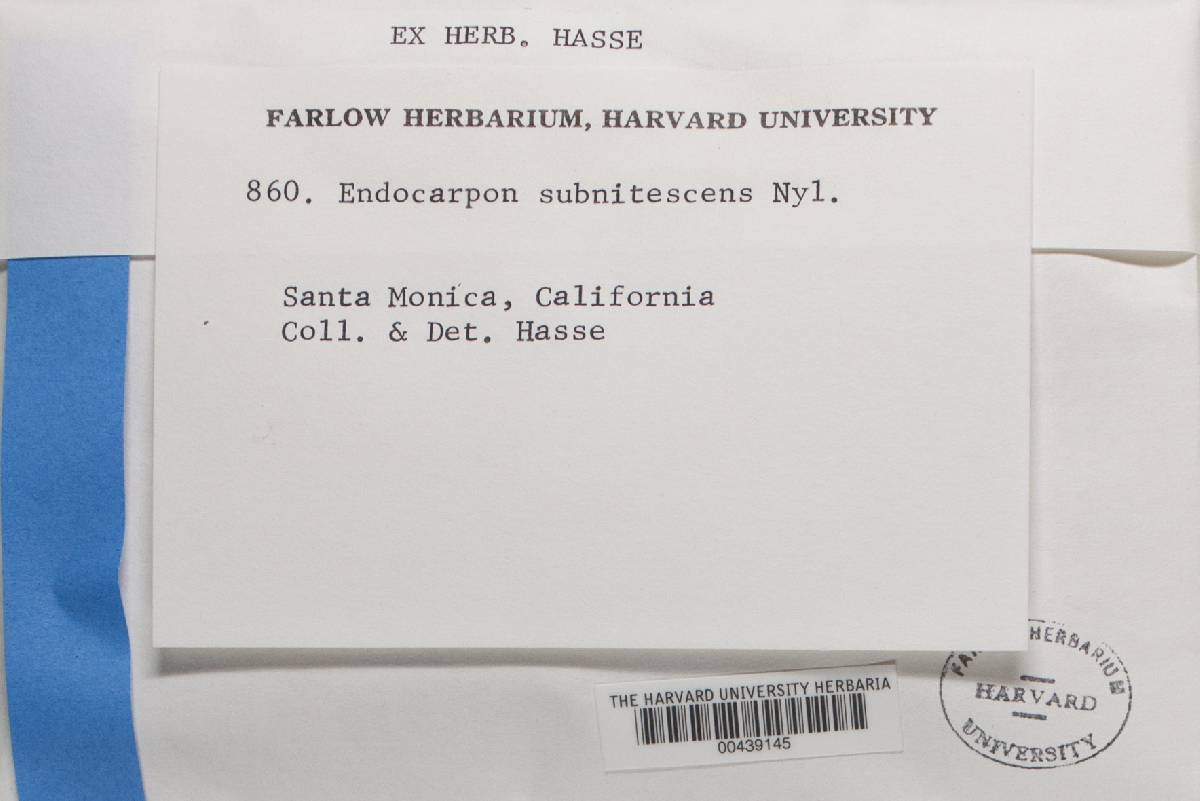 EX HERB. HASSE
FARLOW HERBARIUM, HARVARD UNIVERSITY
860. Endocarpon subnitescens Nyl.
Santa Monica, California
Coll. & Det. Hasse
THE HARVARD UNIVERSITY HERBARIA
00439145
HERBARIUM
HARVARD
UNIVERSITY